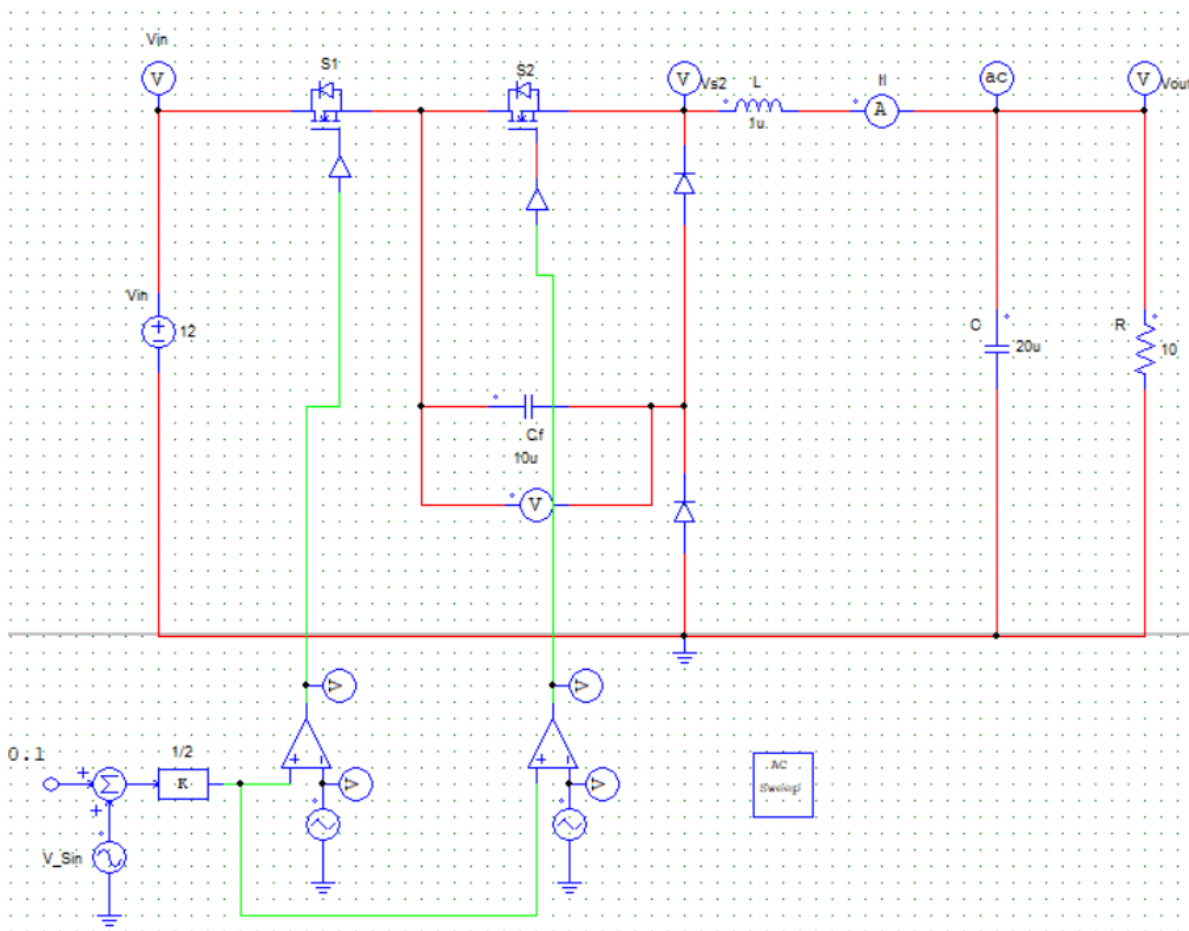 Vin
V
S1
S2
V
Vs2
L
1u
Il
A
ac
V
Vout
Vin
12
Cf
10u
V
C
20u
R
10
V
V
0.1
1/2
K
Σ
V
V
AC
Sweep
V_Sin